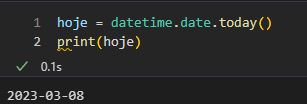 1 hoje = datetime.date.today()
2 print(hoje)
✓ 0.1s
2023-03-08